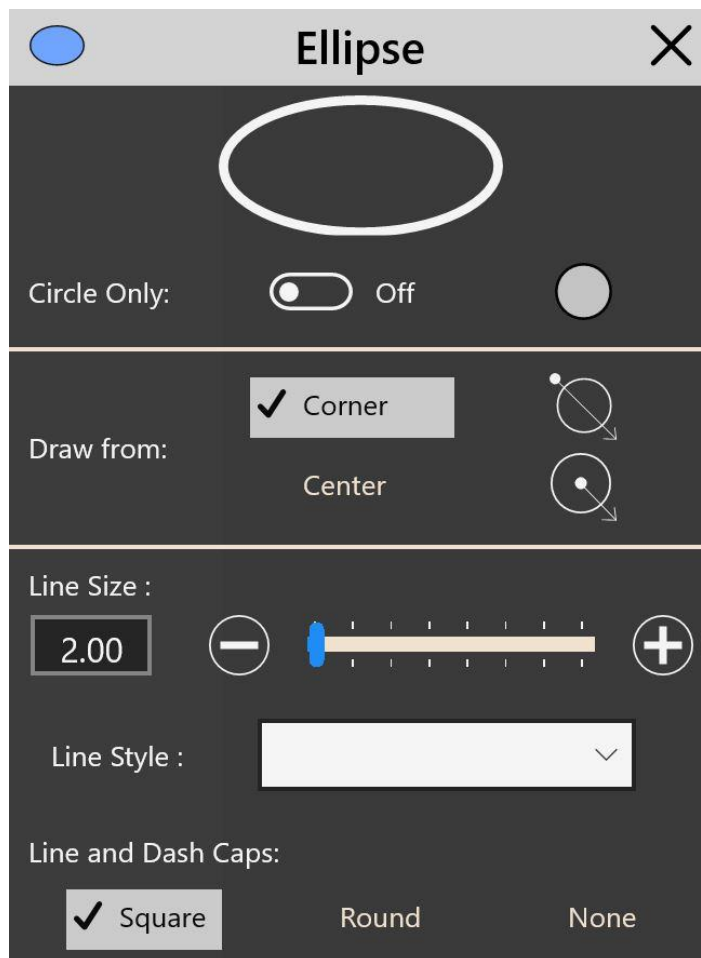 Ellipse
Circle Only: Off
Draw from:
Corner
Center
Line Size :
2.00
Line Style :
Line and Dash Caps:
Square Round None